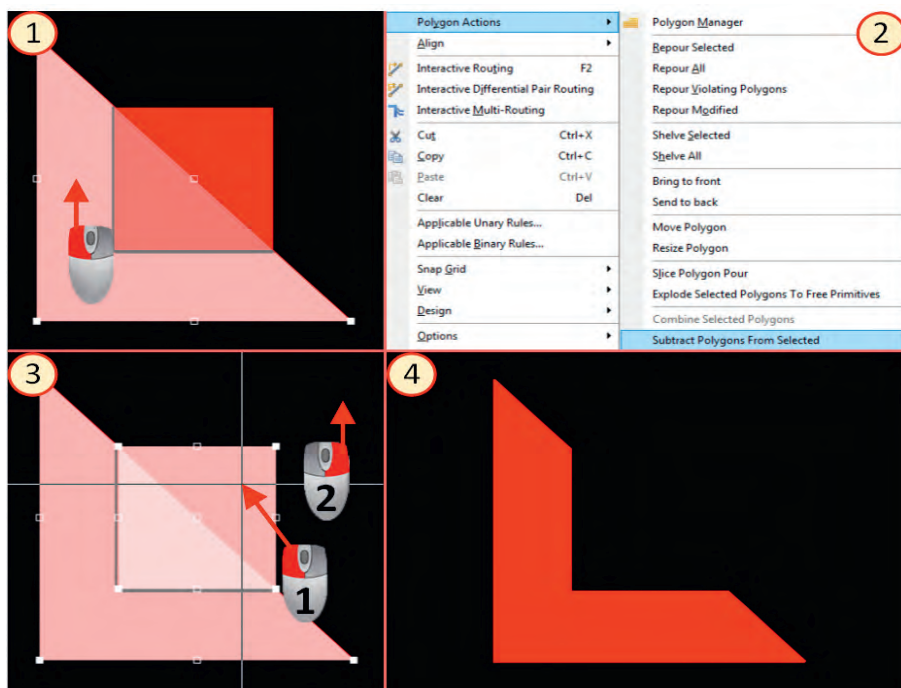 1
Polygon Actions
Align
Interactive Routing F2
Interactive Differential Pair Routing
Interactive Multi-Routing
Cut Ctrl+X
Copy Ctrl+C
Paste Ctrl+V
Clear Del
Applicable Unary Rules...
Applicable Binary Rules...
Snap Grid
View
Design
Options
2
Polygon Manager
Repour Selected
Repour All
Repour Violating Polygons
Repour Modified
Shelve Selected
Shelve All
Bring to front
Send to back
Move Polygon
Resize Polygon
Slice Polygon Pour
Explode Selected Polygons To Free Primitives
Combine Selected Polygons
Subtract Polygons From Selected
3
2
1
4